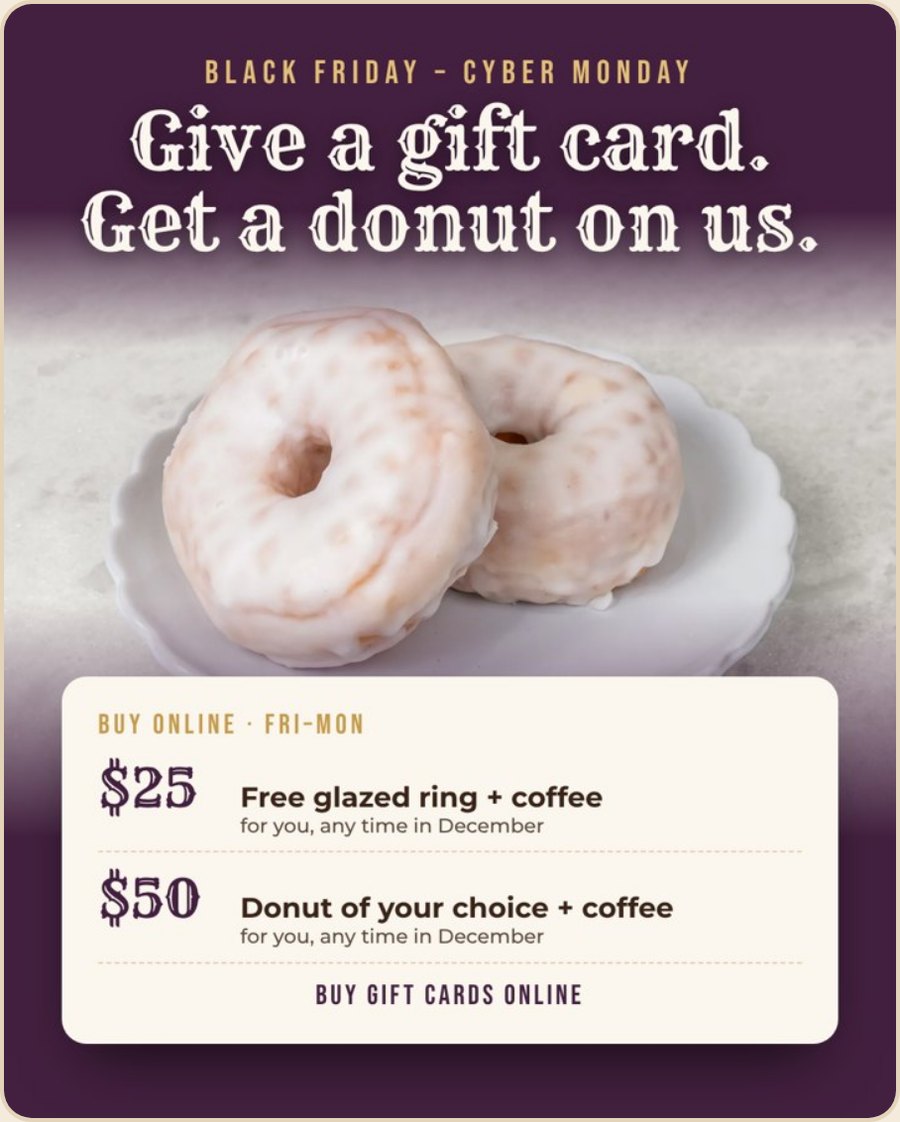 BLACK FRIDAY – CYBER MONDAY
Give a gift card.
Get a donut on us.
BUY ONLINE · FRI–MON
$25
Free glazed ring + coffee
for you, any time in December
$50
Donut of your choice + coffee
for you, any time in December
BUY GIFT CARDS ONLINE